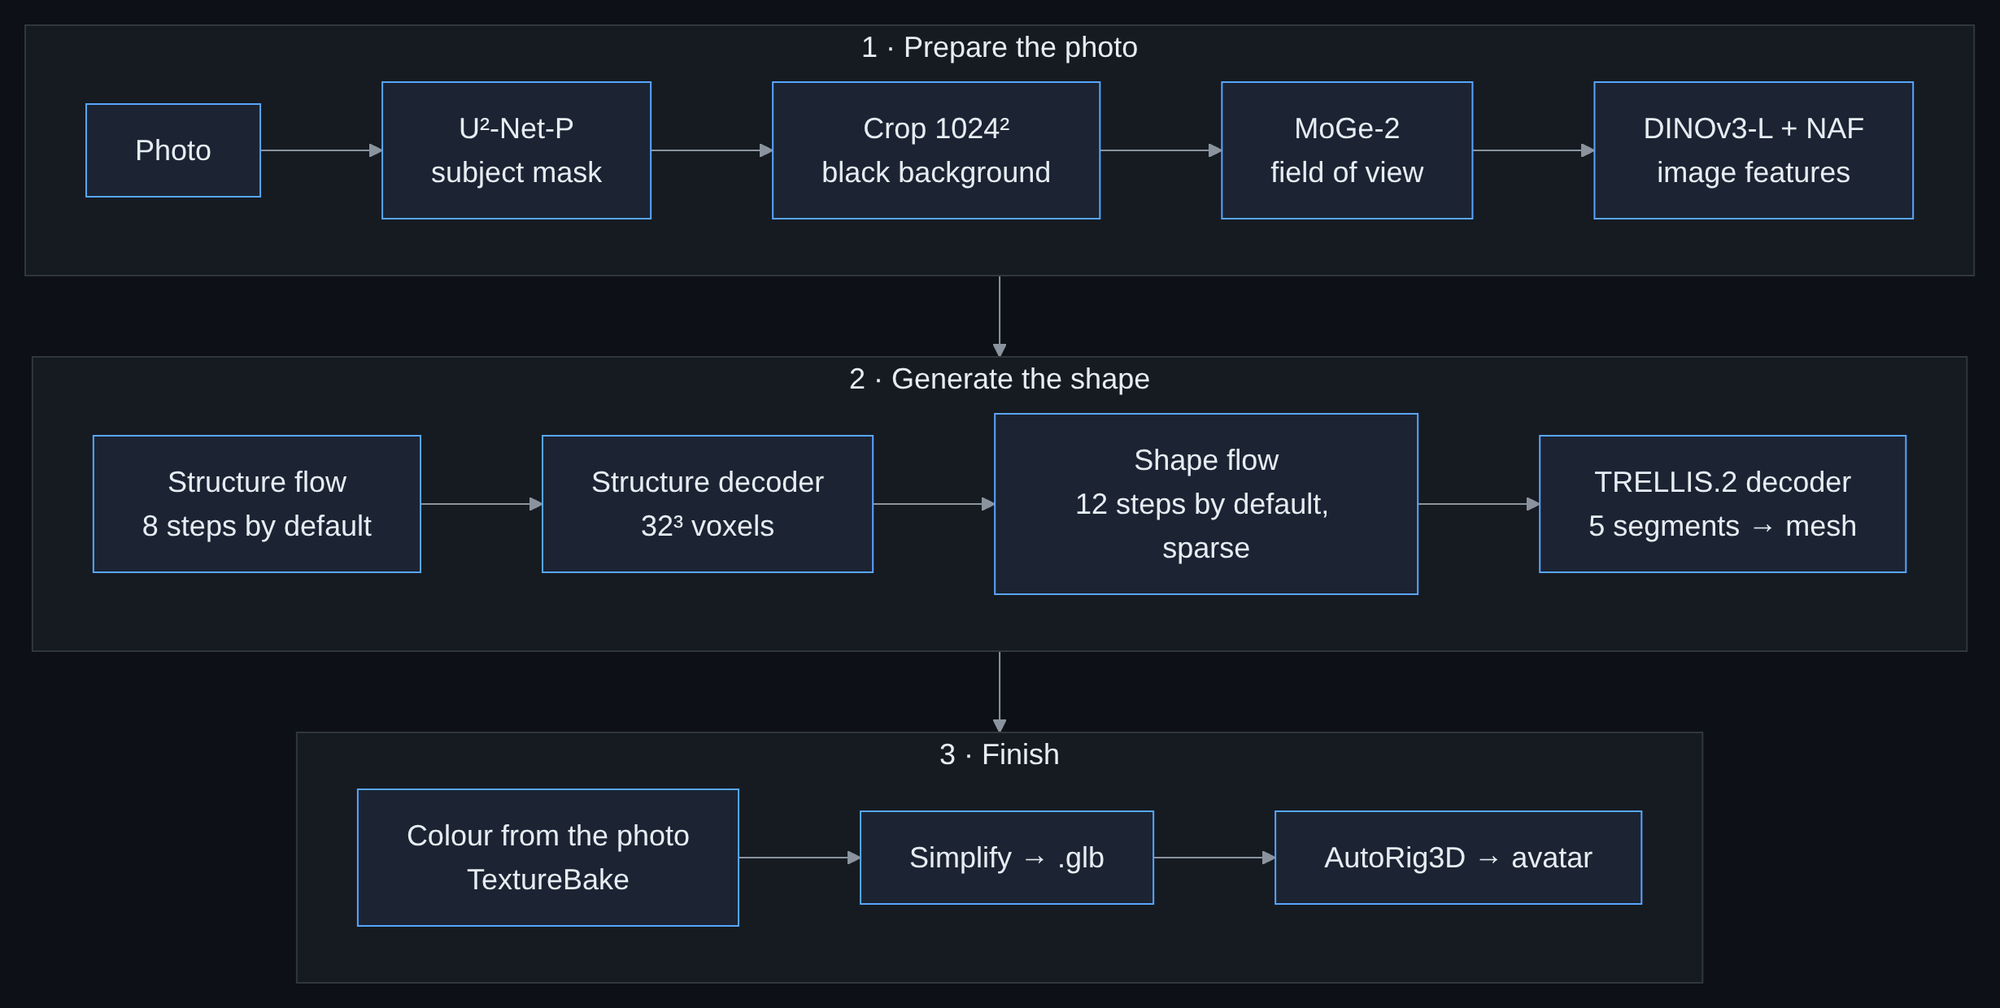 1 · Prepare the photo
Photo
U²-Net-P
subject mask
Crop 1024²
black background
MoGe-2
field of view
DINOv3-L + NAF
image features
2 · Generate the shape
Structure flow
8 steps by default
Structure decoder
32³ voxels
Shape flow
12 steps by default,
sparse
TRELLIS.2 decoder
5 segments → mesh
3 · Finish
Colour from the photo
TextureBake
Simplify → .glb
AutoRig3D → avatar